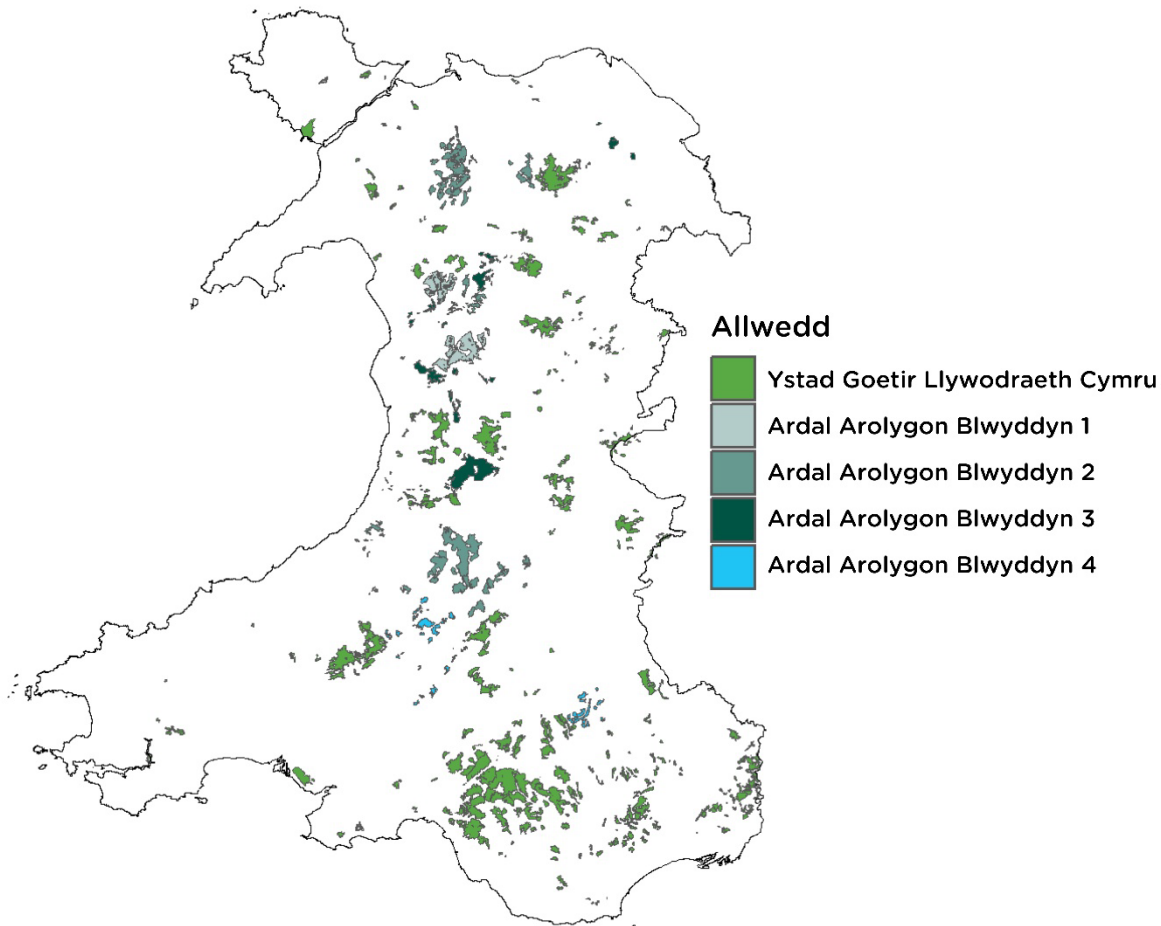 Allwedd
Ystad Goetir Llywodraeth Cymru
Ardal Arolygon Blwyddyn 1
Ardal Arolygon Blwyddyn 2
Ardal Arolygon Blwyddyn 3
Ardal Arolygon Blwyddyn 4